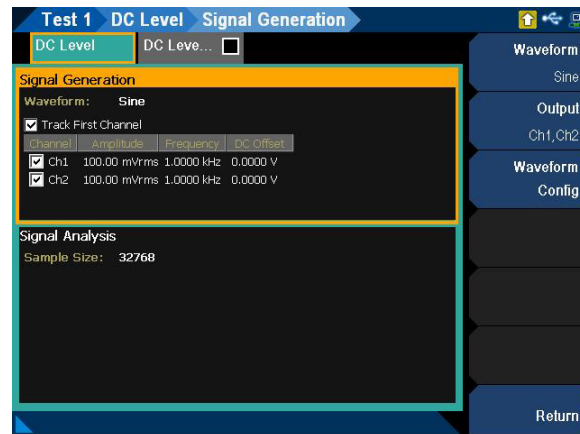 Test 1 DC Level Signal Generation
DC Level DC Leve...
Signal Generation
Waveform: Sine
Track First Channel
Channel Amplitude Frequency DC Offset
Ch1 100.00 mVrms 1.0000 kHz 0.0000 V
Ch2 100.00 mVrms 1.0000 kHz 0.0000 V
Signal Analysis
Sample Size: 32768
Waveform
Sine
Output
Ch1,Ch2
Waveform
Config
Return